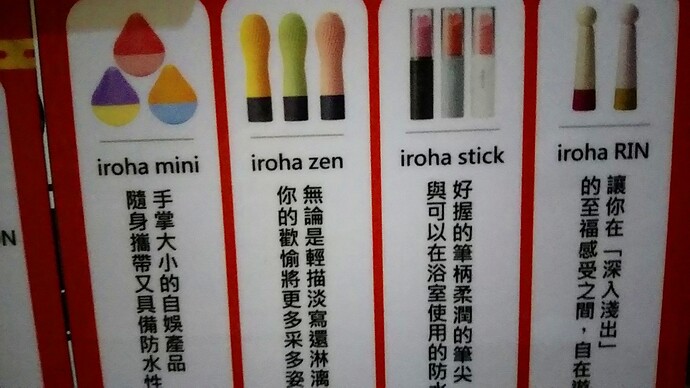 N
iroha mini
手掌大小的自娛產品
隨身攜帶又具備防水性
iroha zen
無論是輕描淡寫還淋漓
你的歡愉將更多采多姿
iroha stick
好握的筆柄柔潤的筆尖
與可以在浴室使用的防水
iroha RIN
讓你在「深入淺出」
的至福感受之間，自在